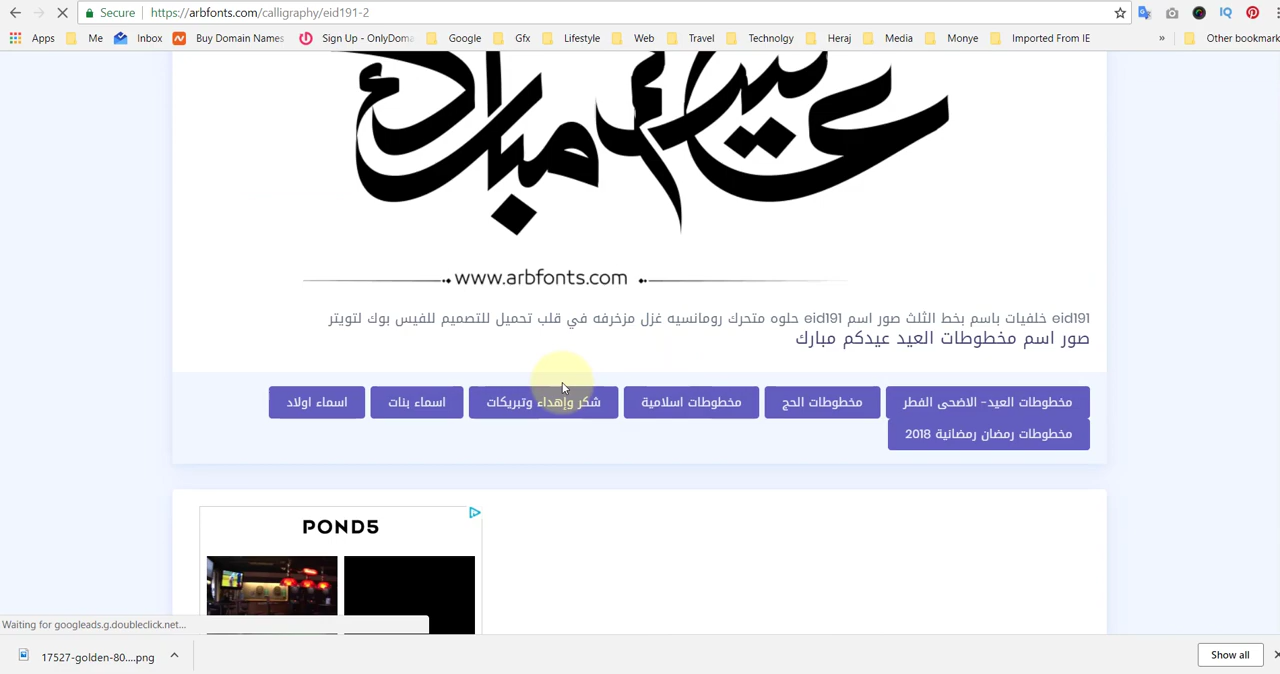 Secure
https://arbfonts.com/calligraphy/eid191-2
Apps Me Inbox Buy Domain Names Sign Up - OnlyDoma Google Gfx Lifestyle Web Travel Technolgy Heraj Media Monye Imported From IE » Other bookmarks
عيدكم مبارك
www.arbfonts.com
eid191 خلفيات باسم بخط الثلث صور اسم eid191 حلوه متحرك رومانسيه غزل مزخرفه في قلب تحميل للتصميم للفيس بوك لتويتر
صور اسم مخطوطات العيد عيدكم مبارك
مخطوطات العيد- الاضحى الفطر مخطوطات الحج مخطوطات اسلامية شكر وإهداء وتبريكات اسماء بنات اسماء اولاد
مخطوطات رمضان رمضانية 2018
POND5
Waiting for googleads.g.doubleclick.net...
17527-golden-80....png
Show all